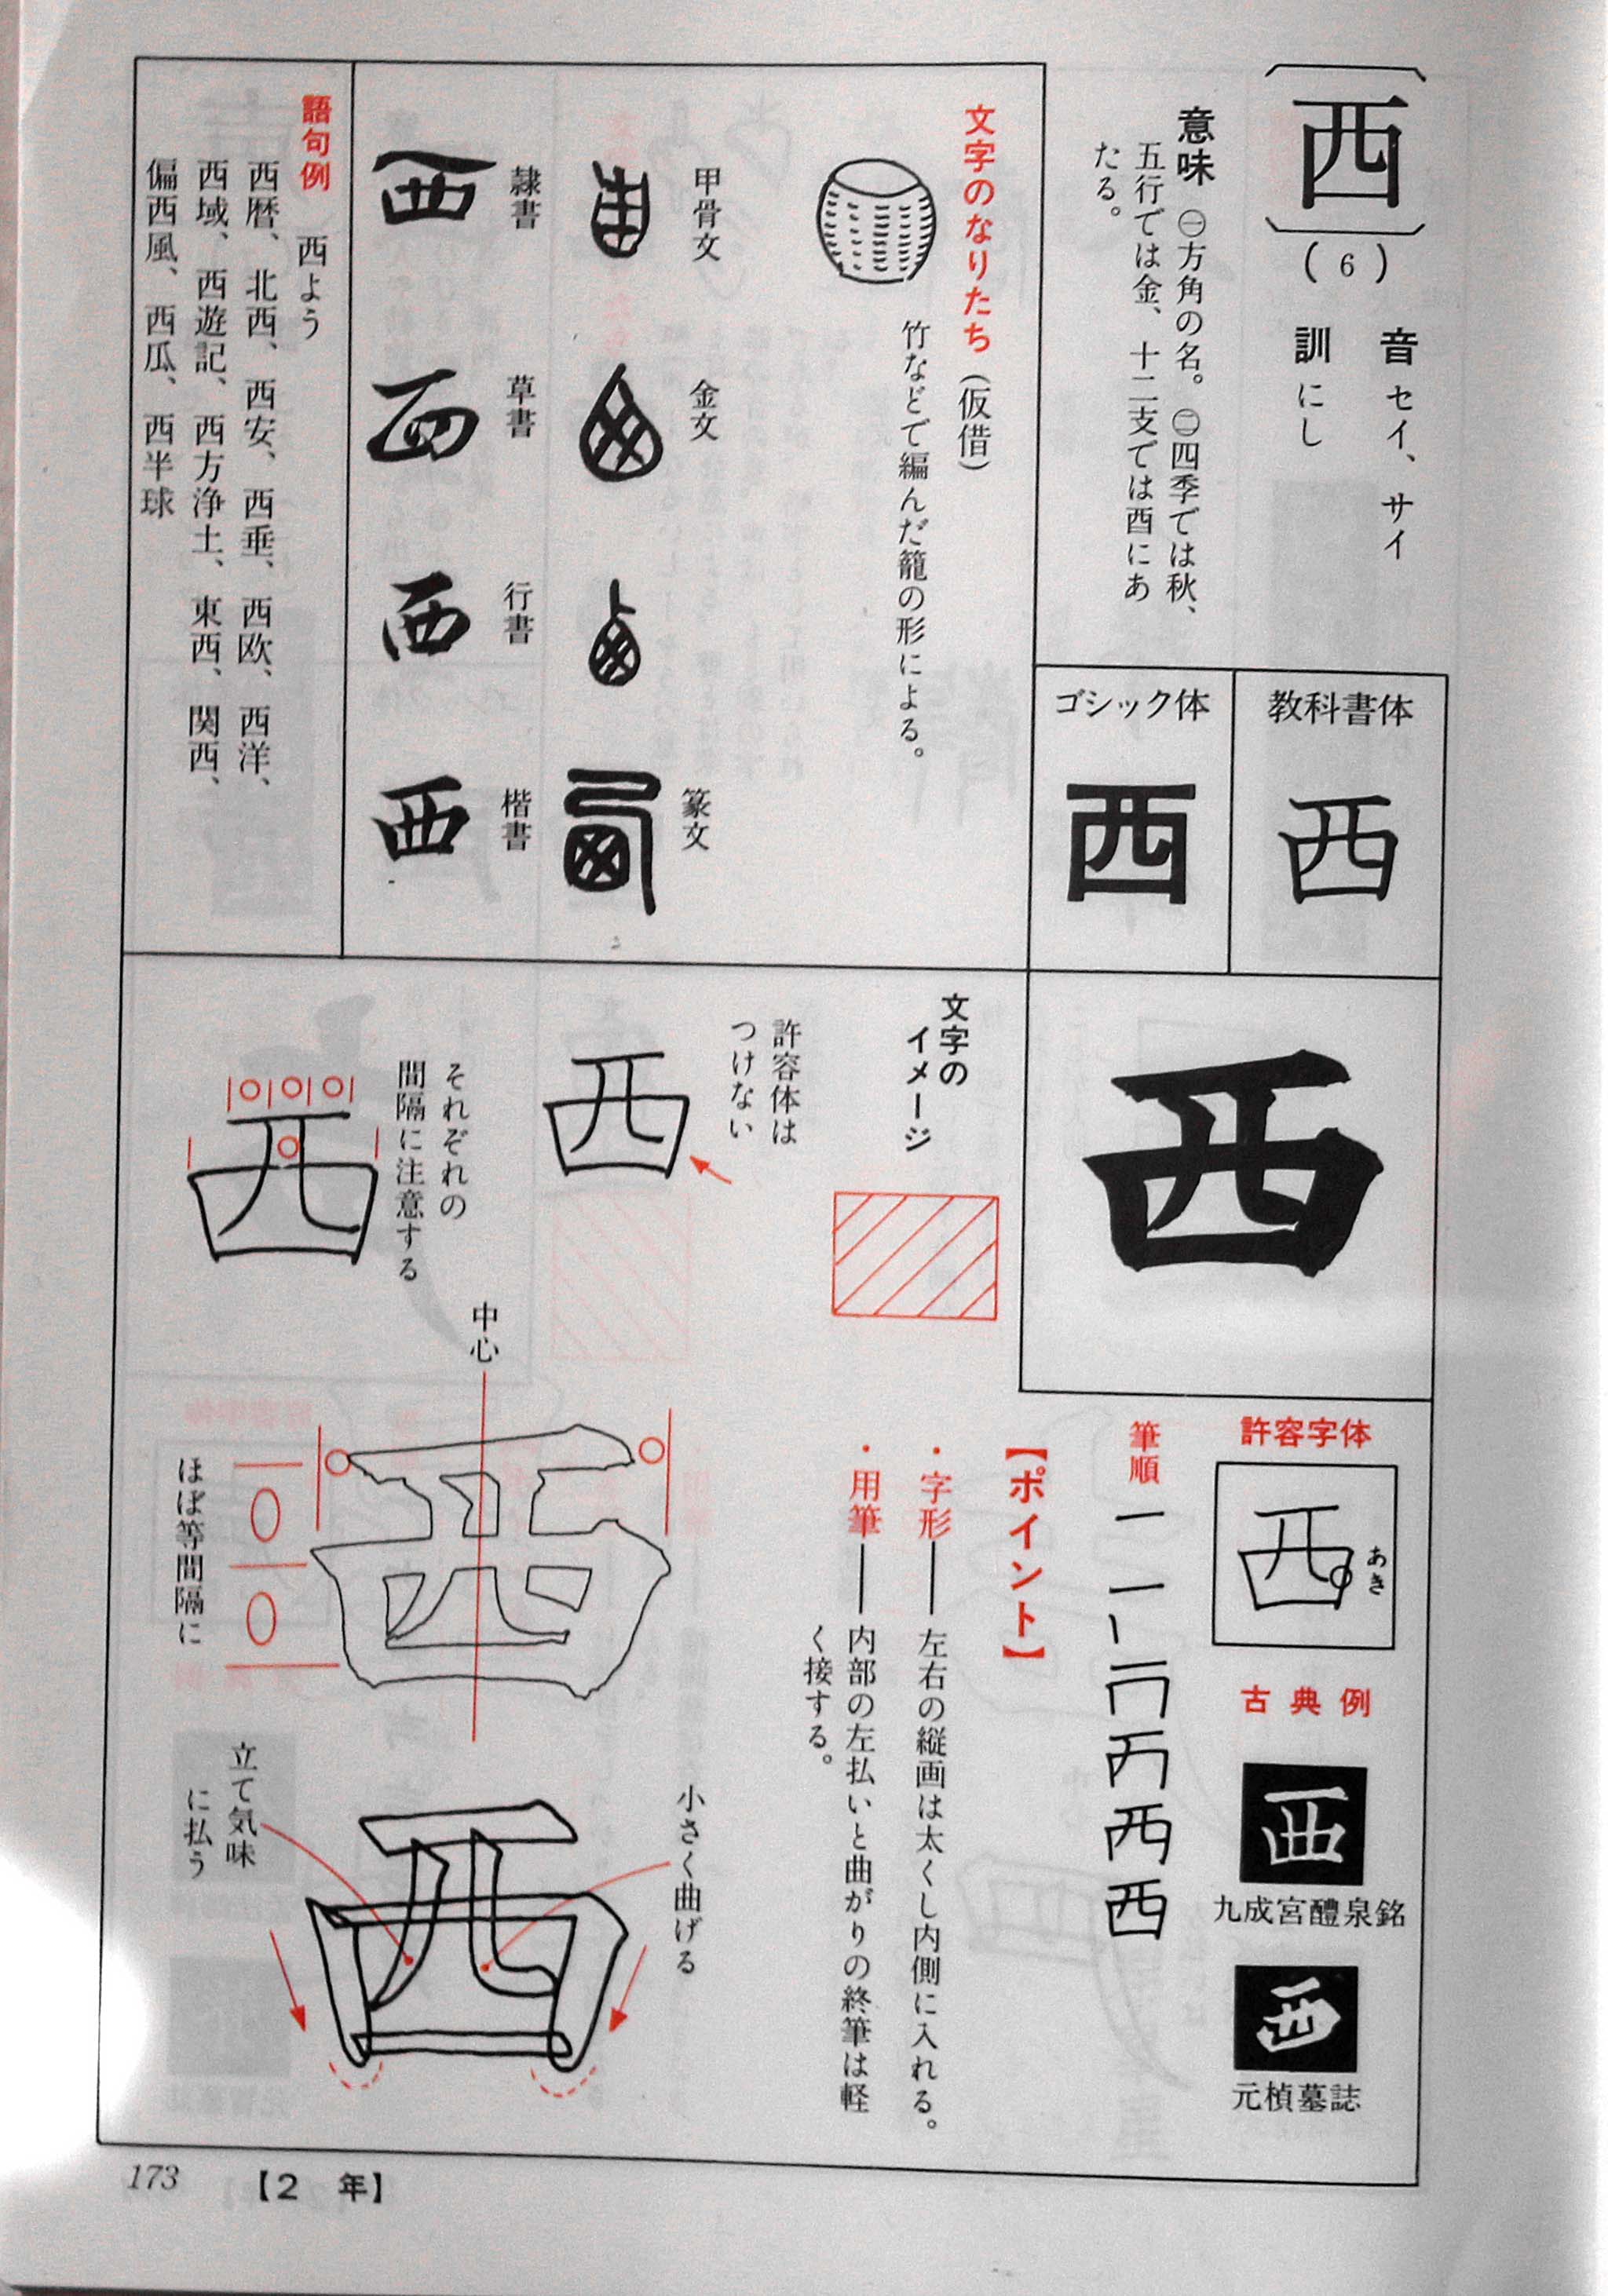 〔西〕(6)
音 セイ、サイ
訓 にし
意味 ㊀方角の名。㊁四季では秋、
五行では金、十二支では酉にあ
たる。
教科書体
西
ゴシック体
西
文字のなりたち(仮借)
竹などで編んだ籠の形による。
甲骨文
金文
篆文
隷書
西
草書
西
行書
西
楷書
西
語句例 西よう
西暦、北西、西安、西垂、西欧、西洋、
西域、西遊記、西方浄土、東西、関西、
偏西風、西瓜、西半球
西
文字の
イメージ
許容体は
つけない
西
それぞれの
間隔に注意する
西
許容字体
西
あき
古典例
西
九成宮醴泉銘
西
元楨墓誌
筆順
西
【ポイント】
・字形――左右の縦画は太くし内側に入れる。
・用筆――内部の左払いと曲がりの終筆は軽
く接する。
中心
西
ほぼ等間隔に
小さく曲げる
西
立て気味
に払う
173
【2 年】